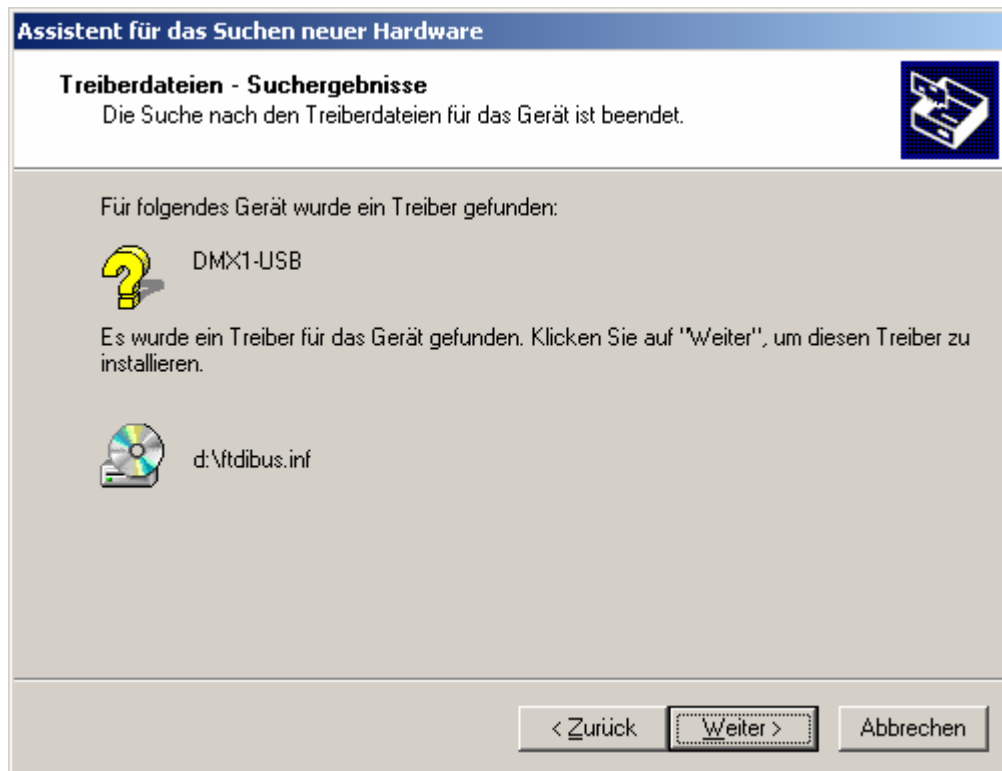 Assistent für das Suchen neuer Hardware
Treiberdateien - Suchergebnisse
Die Suche nach den Treiberdateien für das Gerät ist beendet.
Für folgendes Gerät wurde ein Treiber gefunden:
DMX1-USB
Es wurde ein Treiber für das Gerät gefunden. Klicken Sie auf "Weiter", um diesen Treiber zu
installieren.
d:\ftdibus.inf
< Zurück
Weiter >
Abbrechen